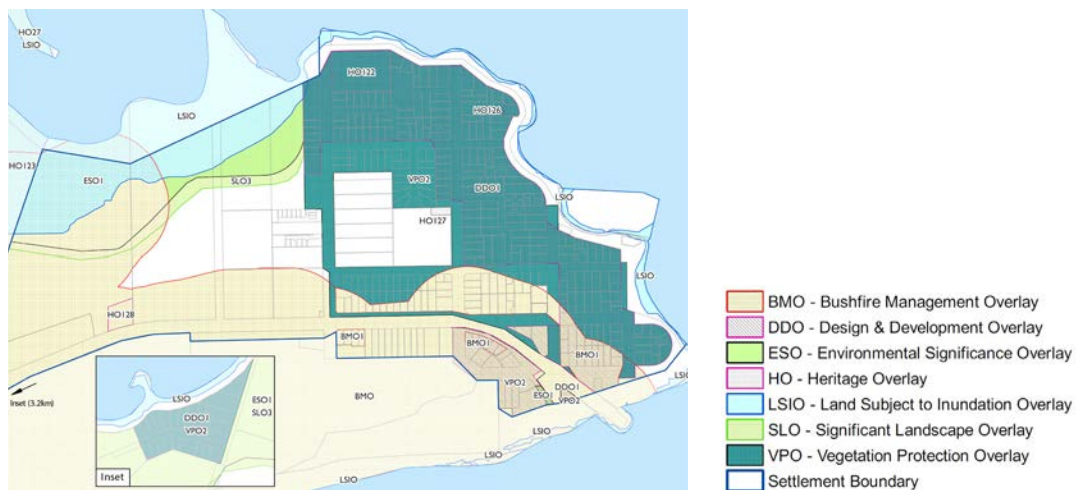 HO27
LSIO
HO122
HO126
LSIO
HO123
ESO1
SLO3
VPO2
DDO1
LSIO
HO127
LSIO
HO128
BMO1
BMO1
BMO1
VPO2
ESO1
DDO1
VPO2
LSIO
BMO
LSIO
LSIO
Inset (3.2km)
LSIO
ESO1
SLO3
DDO1
VPO2
Inset
BMO - Bushfire Management Overlay
DDO - Design & Development Overlay
ESO - Environmental Significance Overlay
HO - Heritage Overlay
LSIO - Land Subject to Inundation Overlay
SLO - Significant Landscape Overlay
VPO - Vegetation Protection Overlay
Settlement Boundary